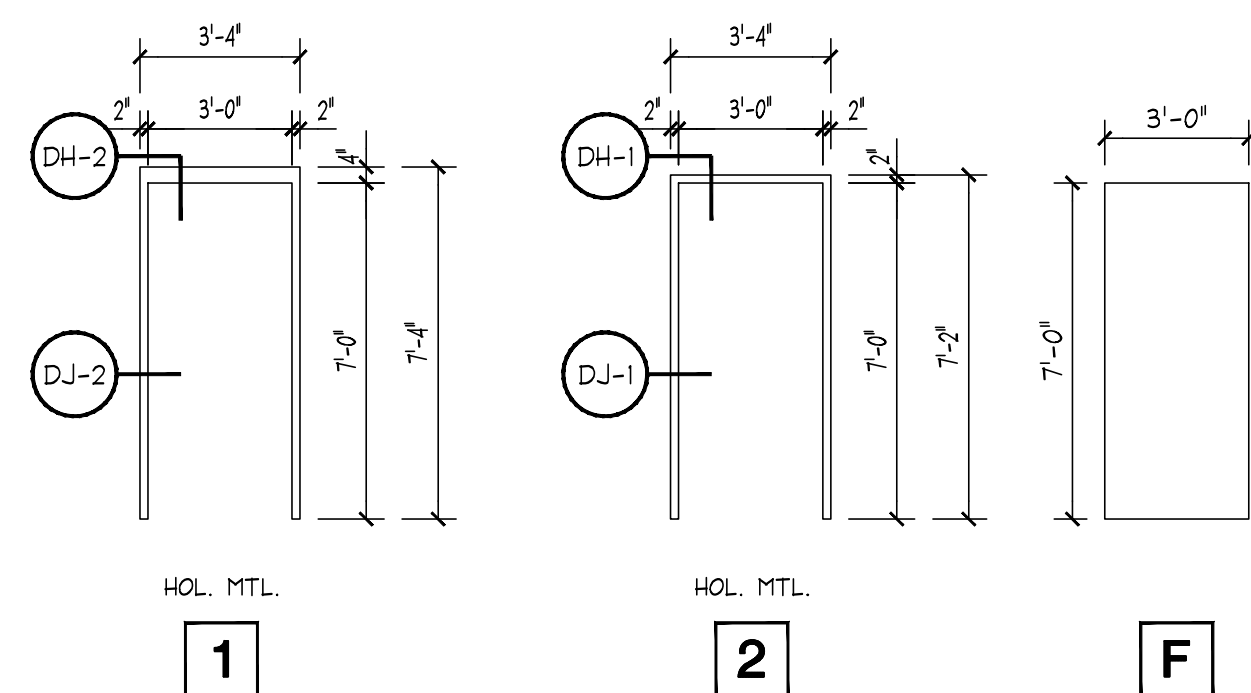 3'-4"
2" 3'-0" 2"
DH-2
4"
7'-0"
7'-4"
DJ-2
HOL. MTL.
1
3'-4"
2" 3'-0" 2"
DH-1
2"
7'-0"
7'-2"
DJ-1
HOL. MTL.
2
3'-0"
7'-0"
F